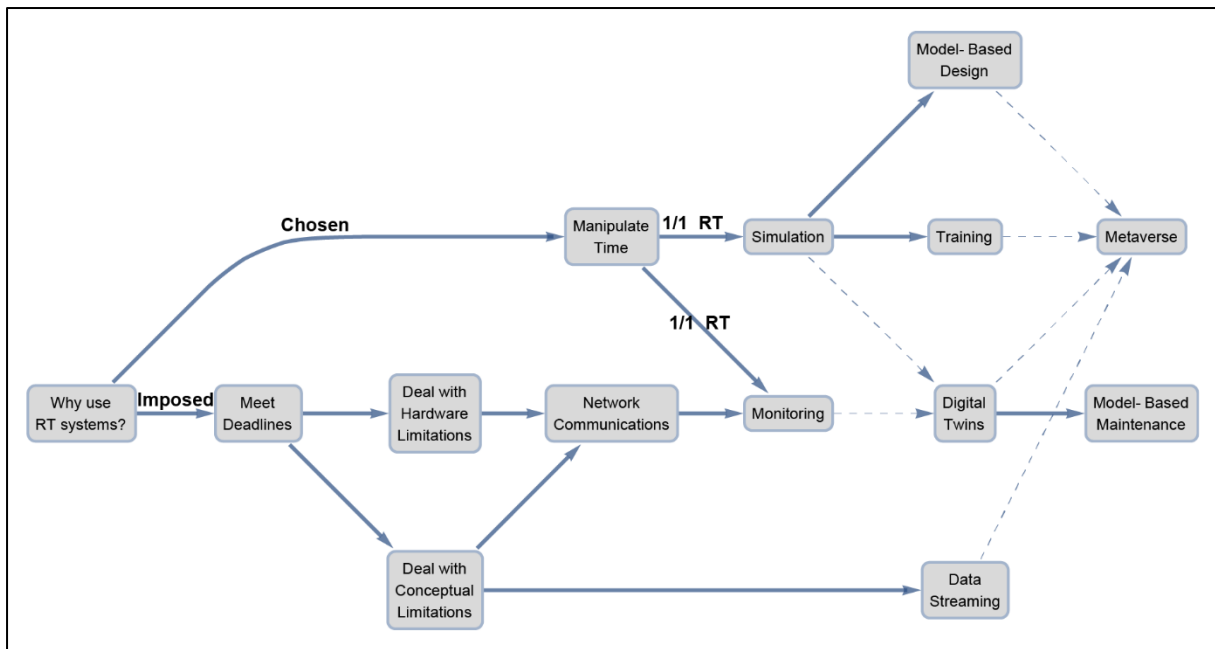 Model- Based
Design
Chosen
Manipulate
Time
1/1 RT
Simulation
Training
Metaverse
1/1 RT
Why use
RT systems?
Imposed
Meet
Deadlines
Deal with
Hardware
Limitations
Network
Communications
Monitoring
Digital
Twins
Model- Based
Maintenance
Deal with
Conceptual
Limitations
Data
Streaming